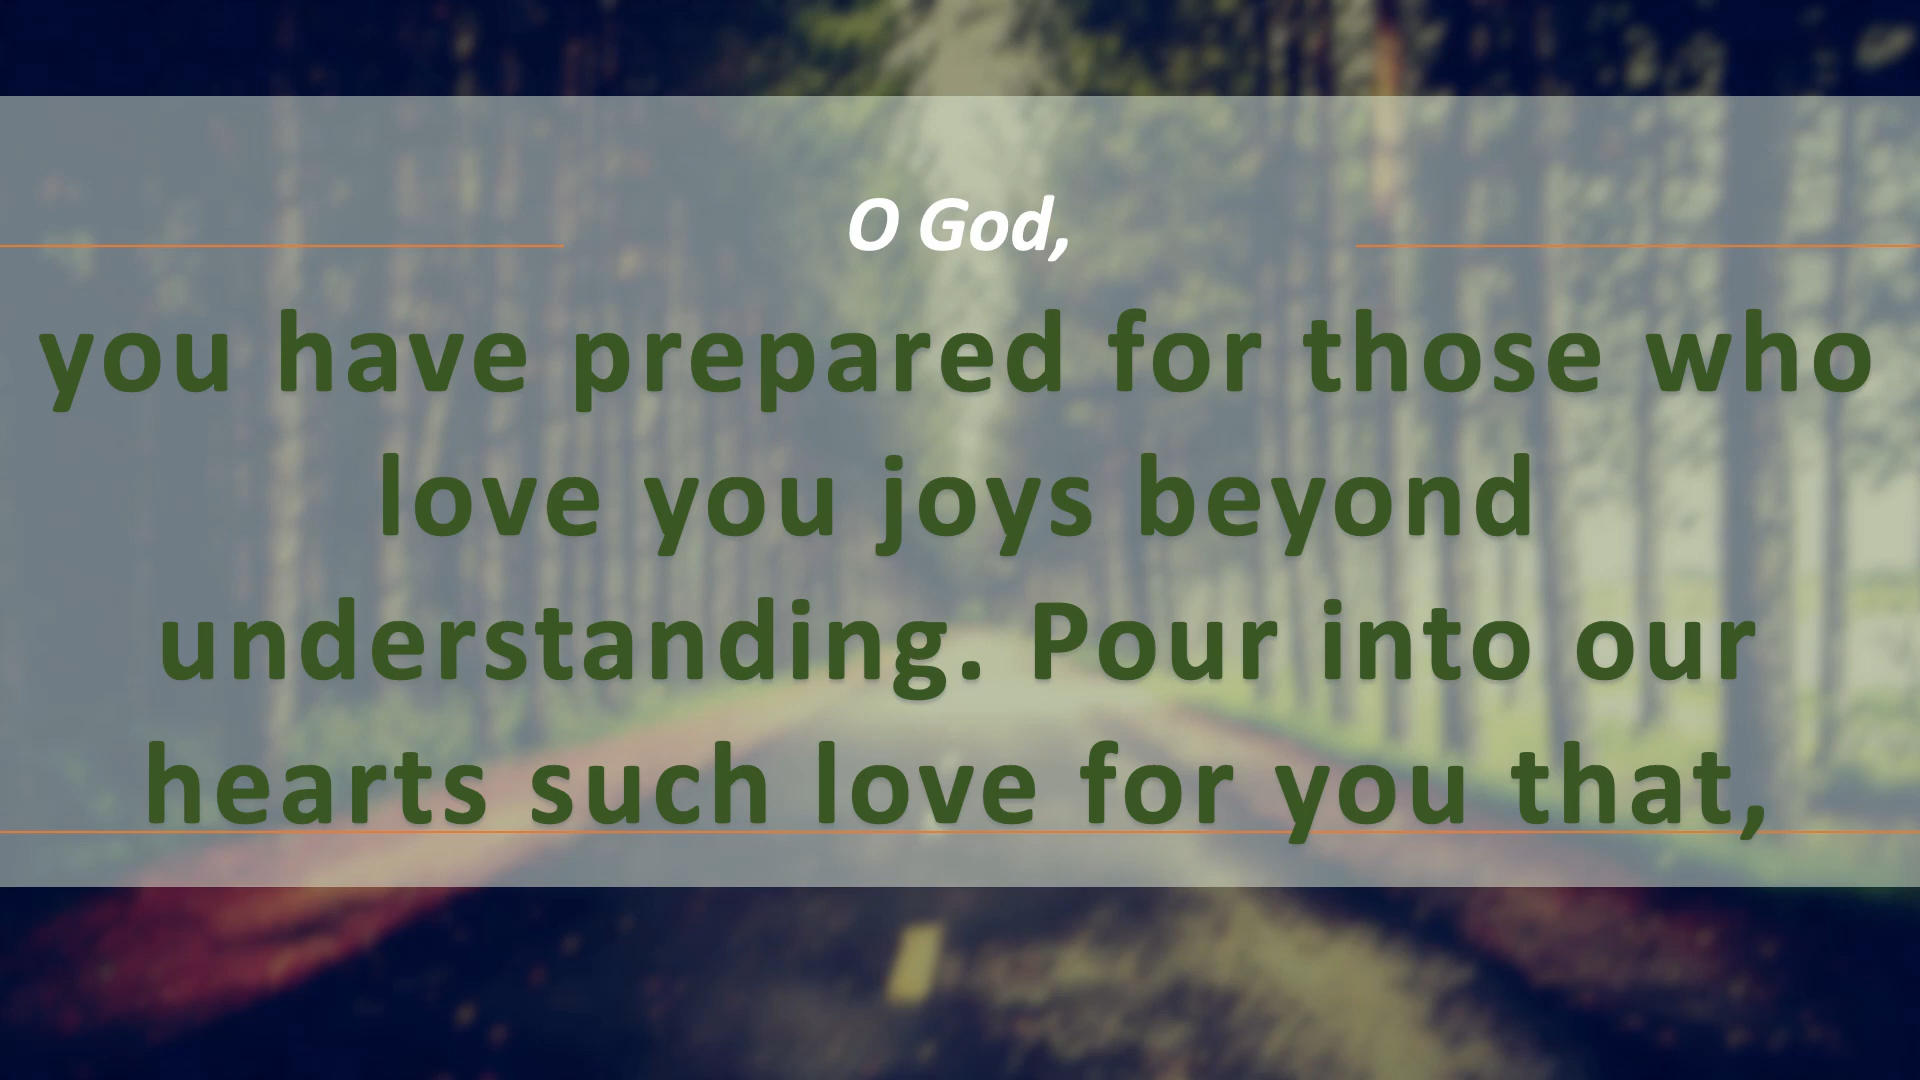 O God,
you have prepared for those who
love you joys beyond
understanding. Pour into our
hearts such love for you that,